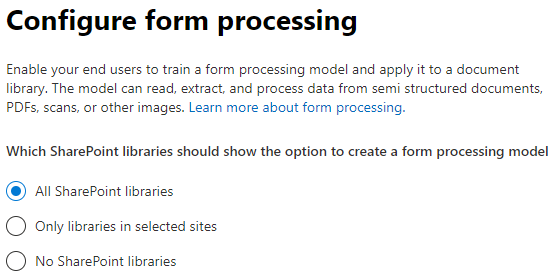 Configure form processing
Enable your end users to train a form processing model and apply it to a document
library. The model can read, extract, and process data from semi structured documents,
PDFs, scans, or other images. Learn more about form processing.
Which SharePoint libraries should show the option to create a form processing model
All SharePoint libraries
Only libraries in selected sites
No SharePoint libraries